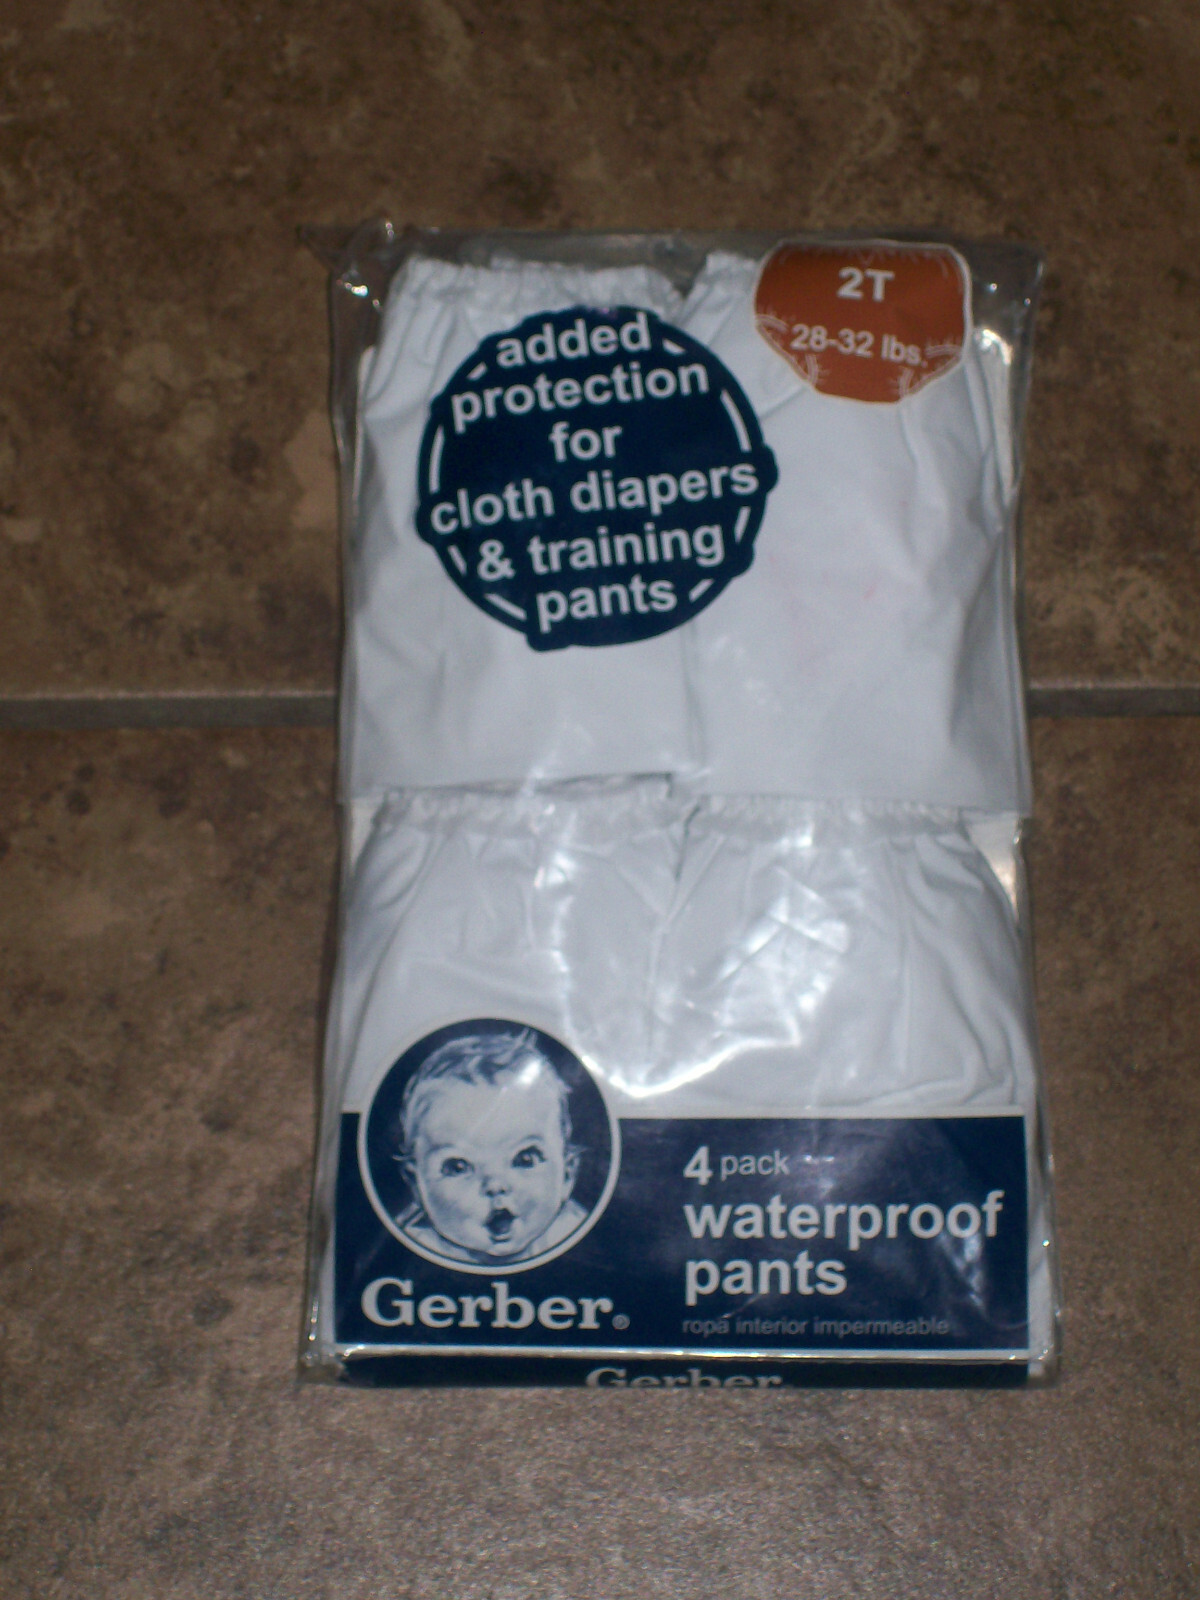 added
protection
for
cloth diapers
& training
pants
2T
28-32 lbs.
4 pack
waterproof
pants
ropa interior impermeable
Gerber®
Gerber